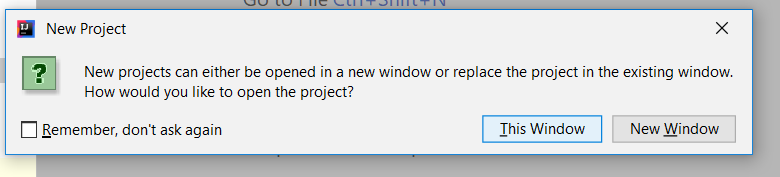 Go to File Ctrl+Shift+N
IJ
New Project
New projects can either be opened in a new window or replace the project in the existing window.
How would you like to open the project?
Remember, don't ask again
This Window
New Window